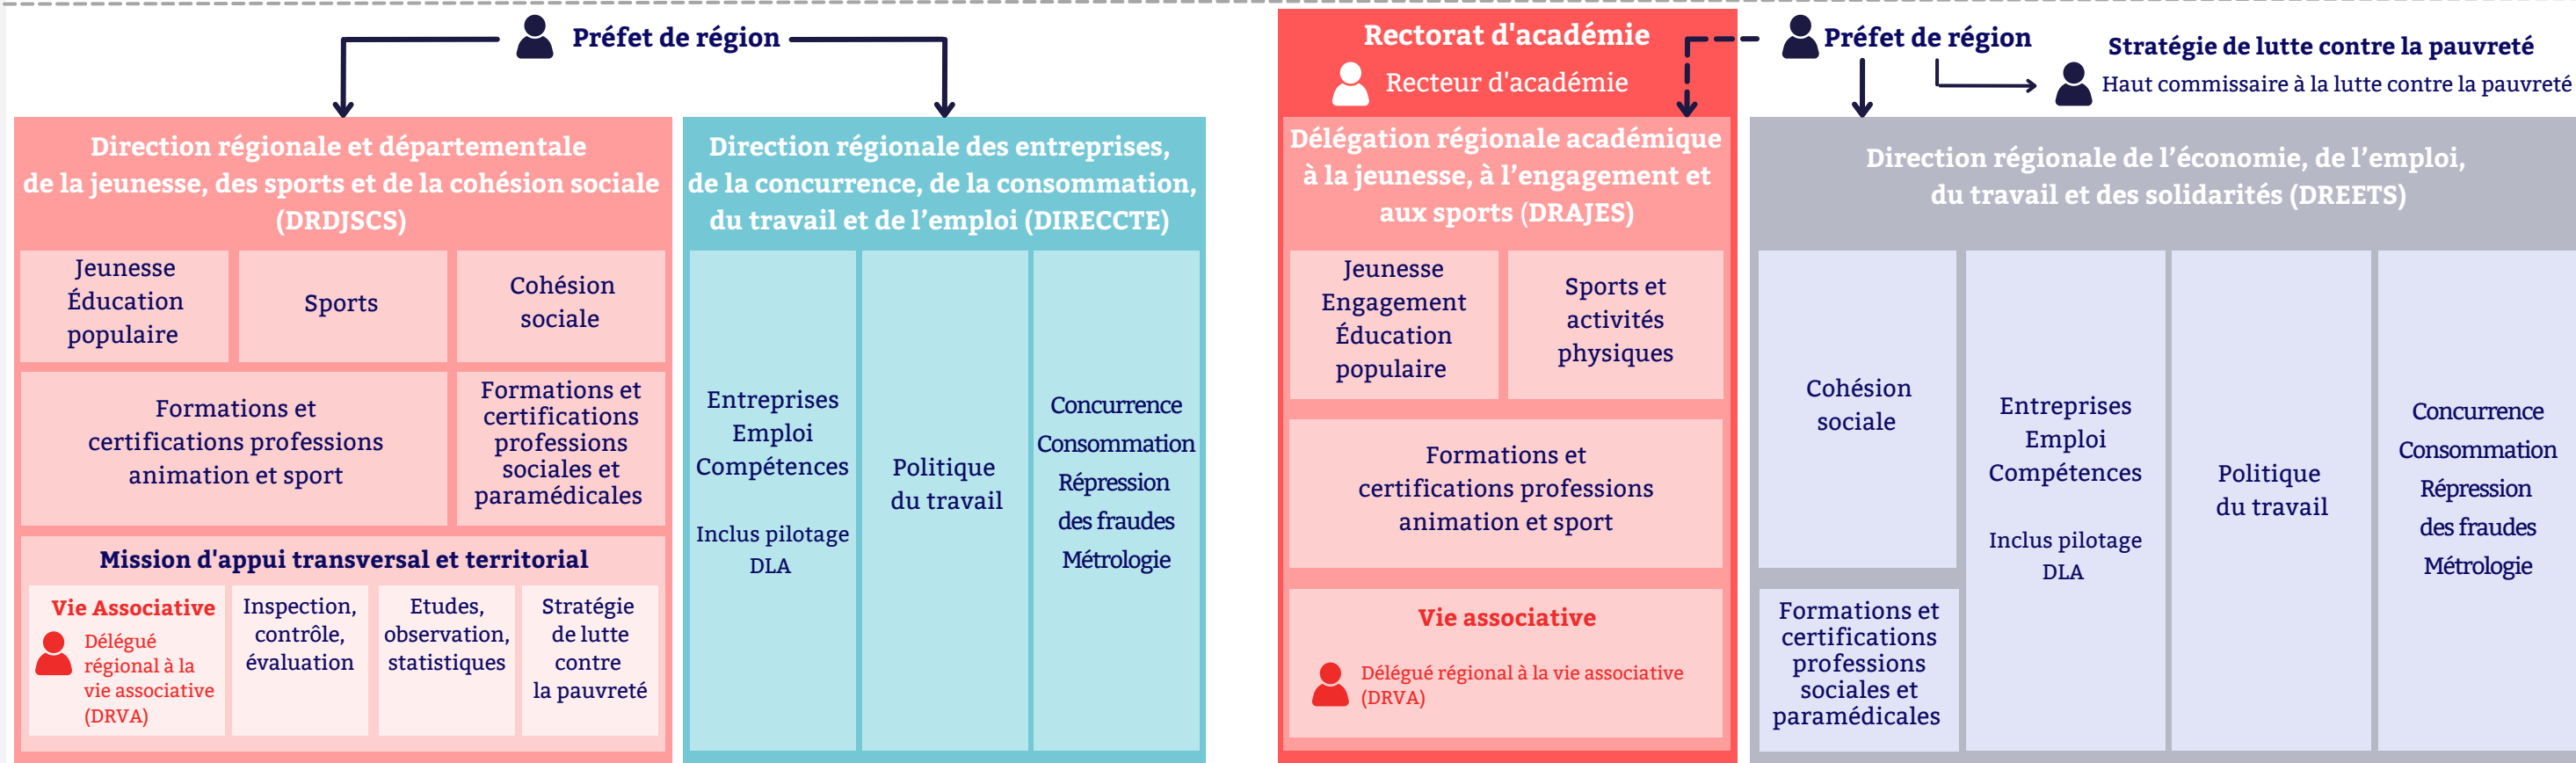 Préfet de région
Direction régionale et départementale
de la jeunesse, des sports et de la cohésion sociale
(DRDJSCS)
Jeunesse
Éducation
populaire
Sports
Cohésion
sociale
Formations et
certifications professions
animation et sport
Formations et
certifications
professions
sociales et
paramédicales
Mission d'appui transversal et territorial
Vie Associative
Délégué
régional à la
vie associative
(DRVA)
Inspection,
contrôle,
évaluation
Etudes,
observation,
statistiques
Stratégie
de lutte
contre
la pauvreté
Direction régionale des entreprises,
de la concurrence, de la consommation,
du travail et de l’emploi (DIRECCTE)
Entreprises
Emploi
Compétences
Inclus pilotage
DLA
Politique
du travail
Concurrence
Consommation
Répression
des fraudes
Métrologie
Rectorat d'académie
Recteur d'académie
Délégation régionale académique
à la jeunesse, à l’engagement et
aux sports (DRAJES)
Jeunesse
Engagement
Éducation
populaire
Sports et
activités
physiques
Formations et
certifications professions
animation et sport
Vie associative
Délégué régional à la vie associative
(DRVA)
Préfet de région
Stratégie de lutte contre la pauvreté
Haut commissaire à la lutte contre la pauvreté
Direction régionale de l’économie, de l’emploi,
du travail et des solidarités (DREETS)
Cohésion
sociale
Formations et
certifications
professions
sociales et
paramédicales
Entreprises
Emploi
Compétences
Inclus pilotage
DLA
Politique
du travail
Concurrence
Consommation
Répression
des fraudes
Métrologie